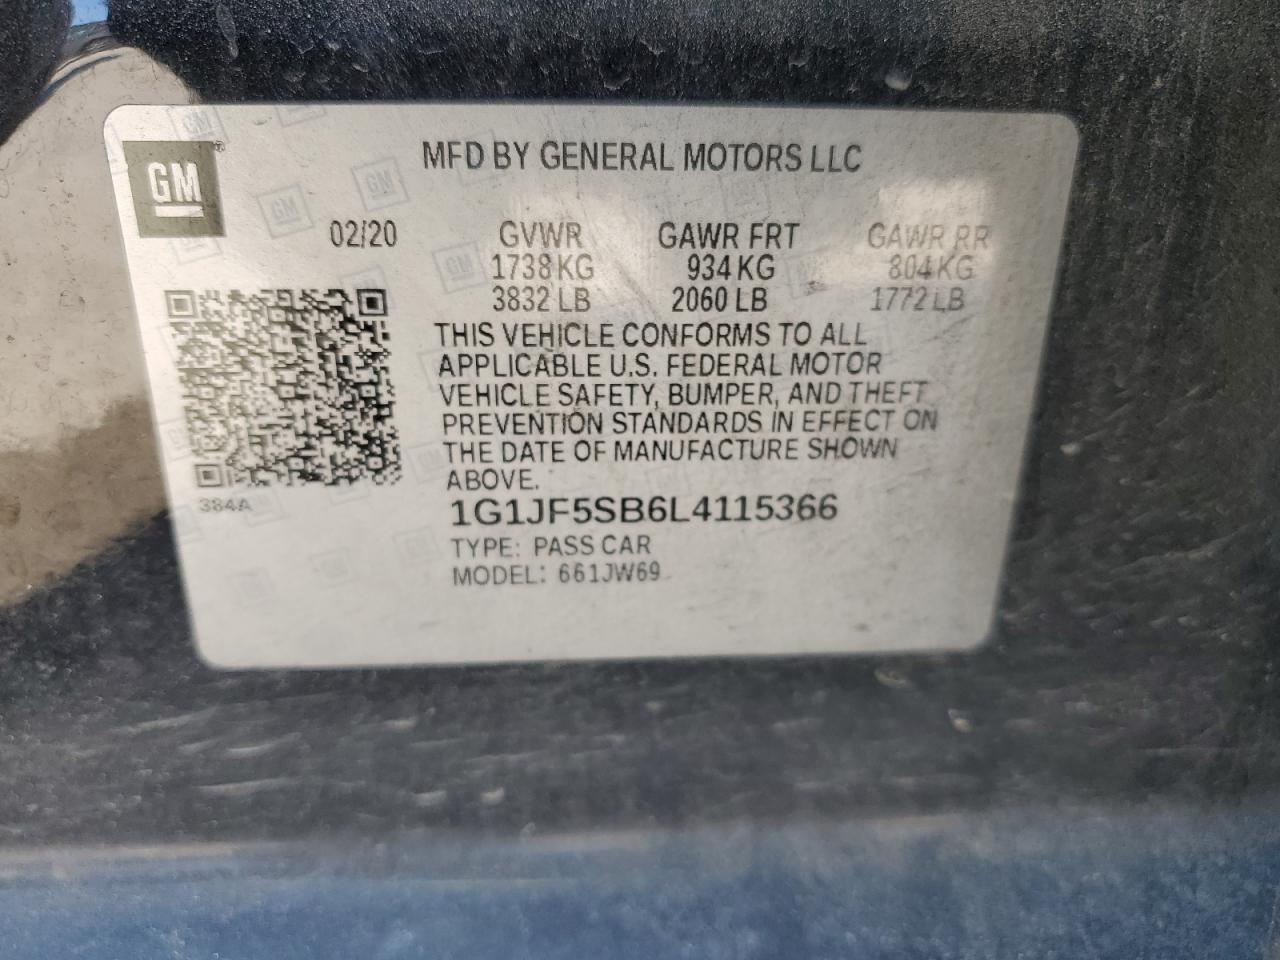 MFD BY GENERAL MOTORS LLC
GM
02/20 GVWR GAWR FRT GAWR RR
1738 KG 934 KG 804 KG
3832 LB 2060 LB 1772 LB
THIS VEHICLE CONFORMS TO ALL
APPLICABLE U.S. FEDERAL MOTOR
VEHICLE SAFETY, BUMPER, AND THEFT
PREVENTION STANDARDS IN EFFECT ON
THE DATE OF MANUFACTURE SHOWN
ABOVE.
384A
1G1JF5SB6L4115366
TYPE: PASS CAR
MODEL: 661JW69